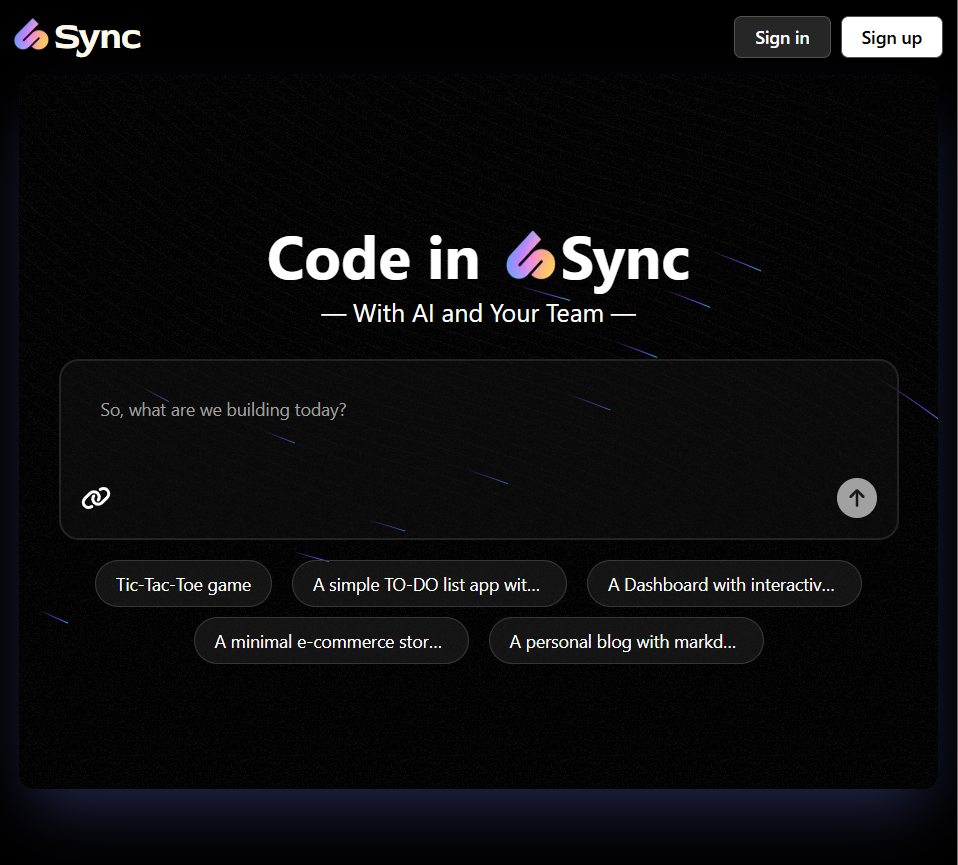 Sync
Sign in
Sign up
Code in Sync
— With AI and Your Team —
So, what are we building today?
Tic-Tac-Toe game
A simple TO-DO list app wit...
A Dashboard with interactiv...
A minimal e-commerce stor...
A personal blog with markd...